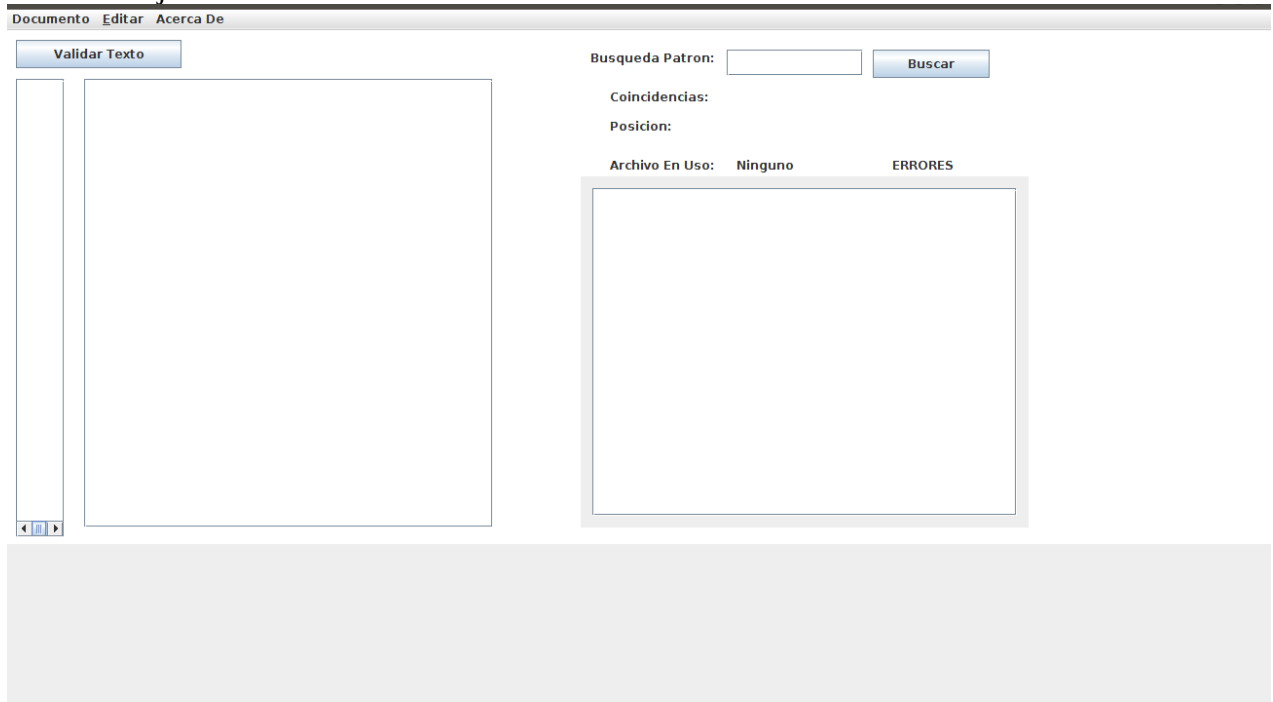 Documento Editar Acerca De
Validar Texto
Busqueda Patron:
Buscar
Coincidencias:
Posicion:
Archivo En Uso: Ninguno ERRORES